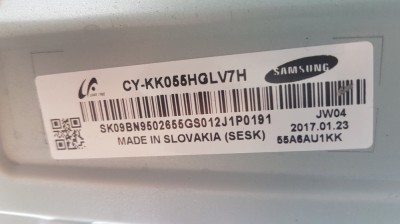 CY-KK055HGLV7H
SAMSUNG
SK09BN9502655GS012J1P0191
JW04
MADE IN SLOVAKIA (SESK)
2017.01.23
55A6AU1KK